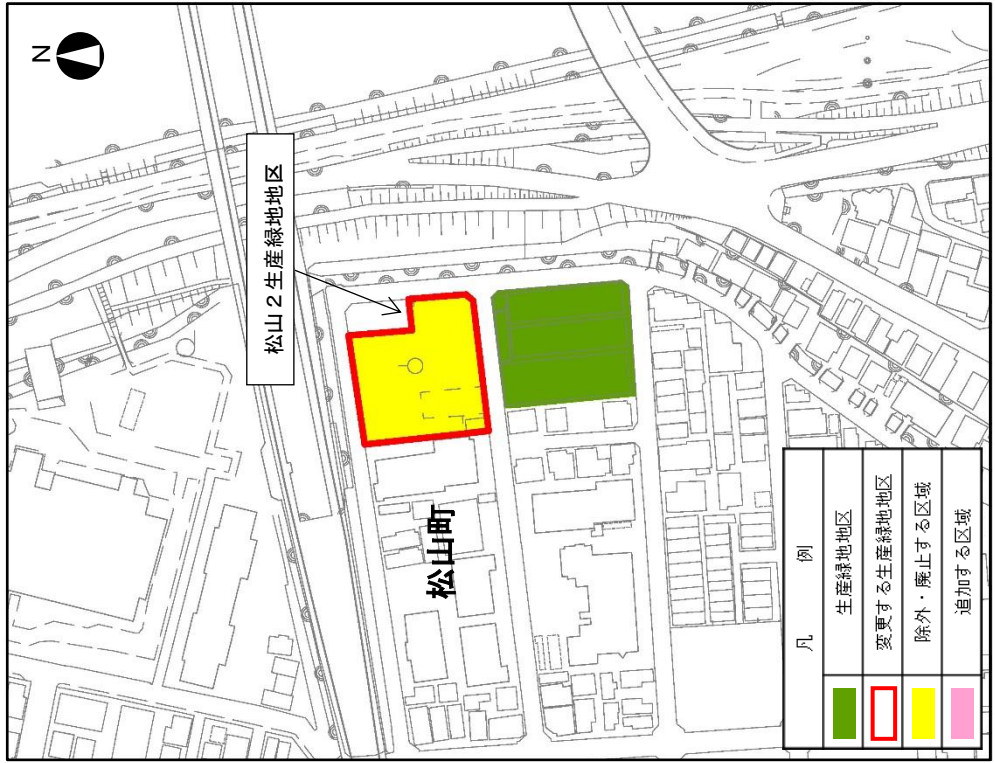 N
松山２生産緑地地区
松山町
凡例
生産緑地地区
変更する生産緑地地区
除外・廃止する区域
追加する区域